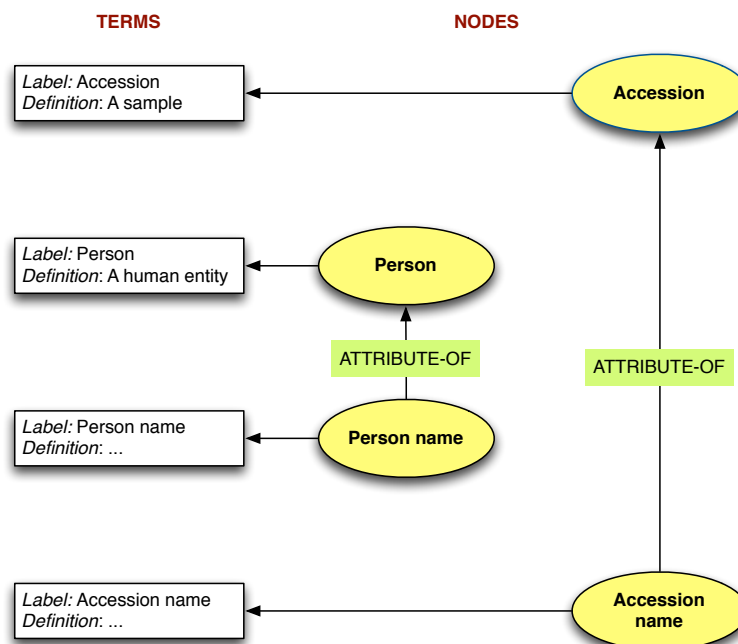 TERMS
NODES
Label: Accession
Definition: A sample
Accession
Label: Person
Definition: A human entity
Person
ATTRIBUTE-OF
ATTRIBUTE-OF
Label: Person name
Definition: ...
Person name
Label: Accession name
Definition: ...
Accession
name